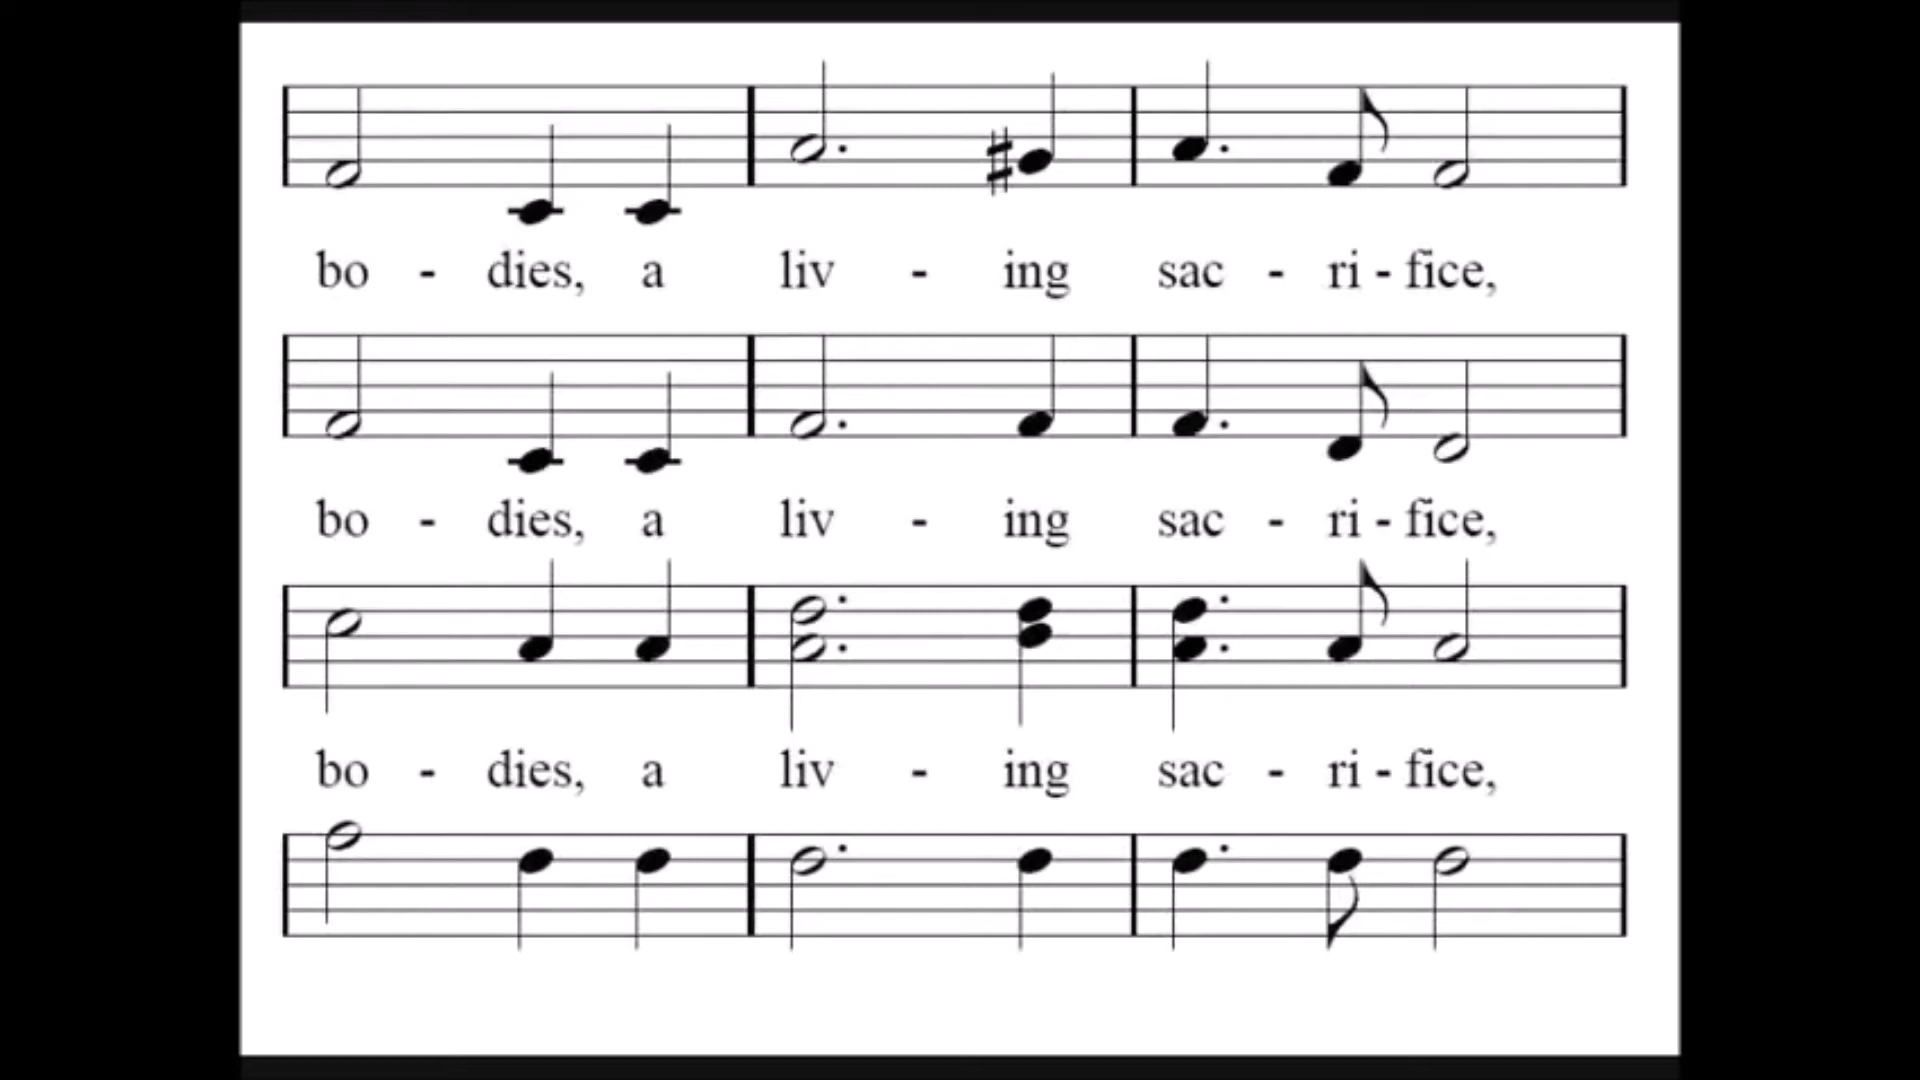 bo - dies, a liv - ing sac - ri - fice,
bo - dies, a liv - ing sac - ri - fice,
bo - dies, a liv - ing sac - ri - fice,